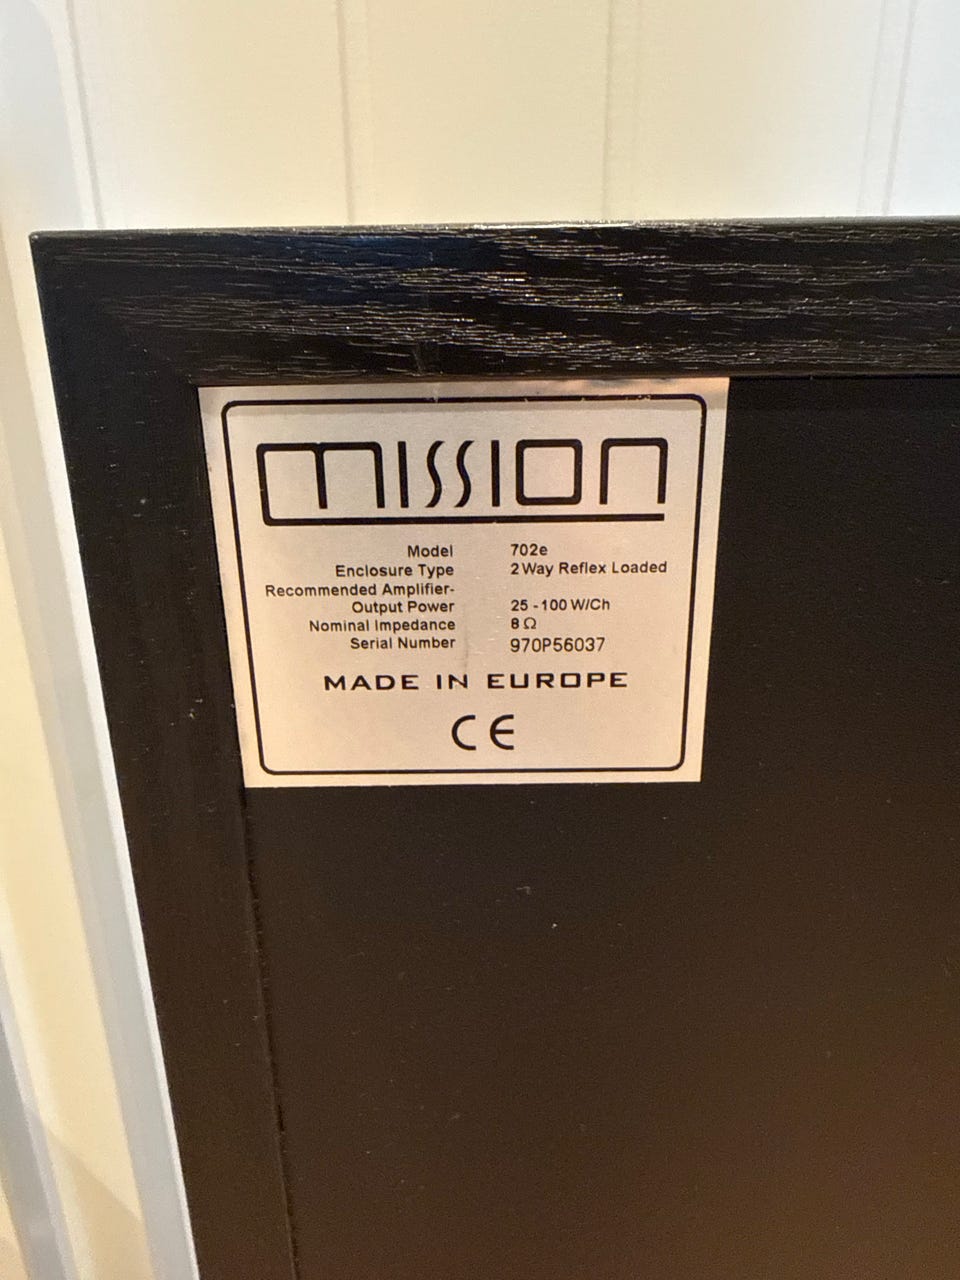 mission
Model 702e
Enclosure Type 2 Way Reflex Loaded
Recommended Amplifier-
Output Power 25 - 100 W/Ch
Nominal Impedance 8 Ω
Serial Number 970P56037
MADE IN EUROPE
CE